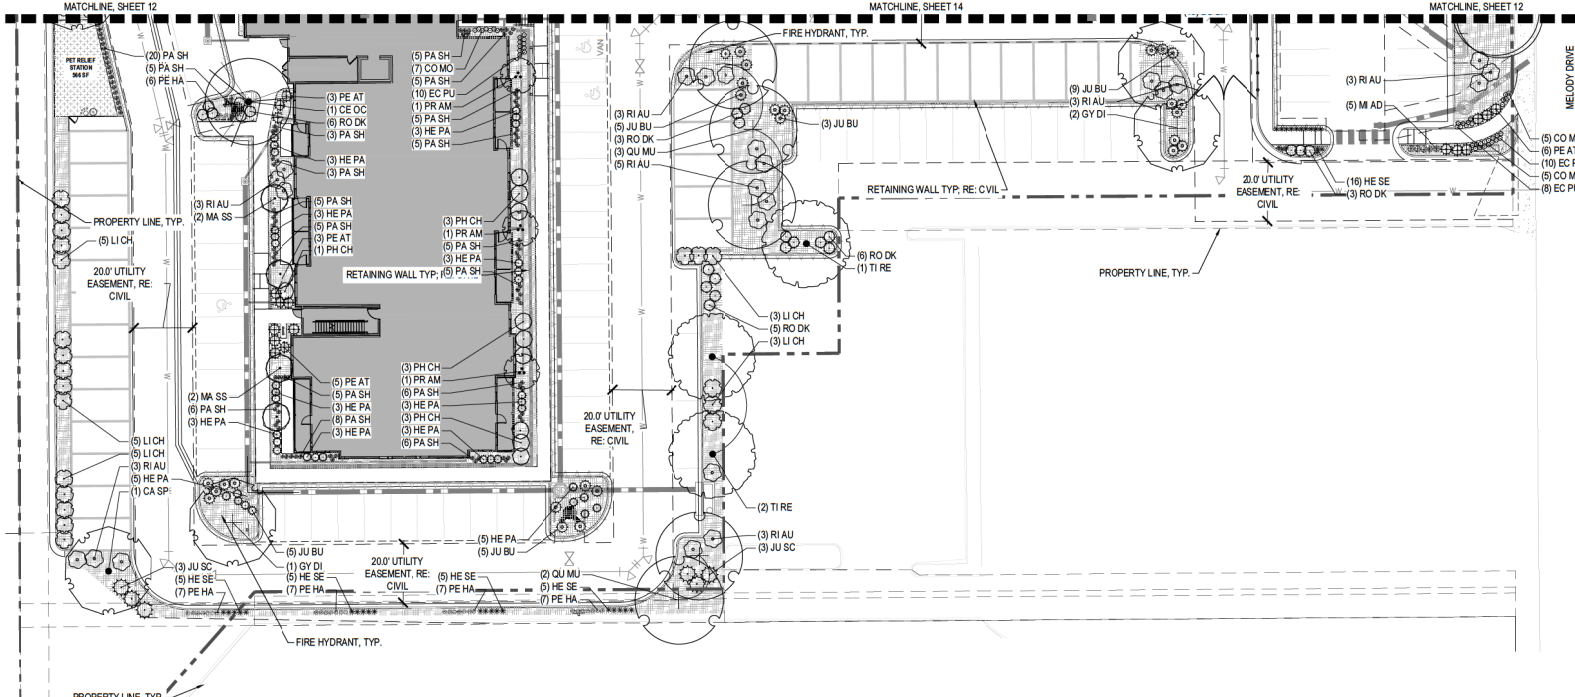 MATCHLINE, SHEET 12
MATCHLINE, SHEET 14
MATCHLINE, SHEET 12
PET RELIEF
STATION
566 SF
(20) PA SH
(5) PA SH
(6) PE HA
(3) PE AT
(1) CE OC
(6) RO DK
(3) PA SH
(3) HE PA
(3) PA SH
(5) PA SH
(7) CO MO
(5) PA SH
(10) EC PU
(1) PR AM
(5) PA SH
(3) HE PA
(5) PA SH
VAN
FIRE HYDRANT, TYP.
(3) RI AU
(5) JU BU
(3) RO DK
(3) QU MU
(5) RI AU
(3) JU BU
(9) JU BU
(3) RI AU
(2) GY DI
(3) RI AU
(5) MI AD
MELODY DRIVE
(5) CO M
(6) PE AT
(10) EC P
(5) CO M
(8) EC PU
(16) HE SE
(3) RO DK
20.0' UTILITY
EASEMENT, RE:
CIVIL
RETAINING WALL TYP; RE: CVIL
PROPERTY LINE, TYP.
(6) RO DK
(1) TI RE
PROPERTY LINE, TYP.
(5) LI CH
20.0' UTILITY
EASEMENT, RE:
CIVIL
(3) RI AU
(2) MA SS
(5) PA SH
(3) HE PA
(5) PA SH
(3) PE AT
(1) PH CH
RETAINING WALL TYP;
(3) PH CH
(1) PR AM
(5) PA SH
(3) HE PA
(5) PA SH
(3) LI CH
(5) RO DK
(3) LI CH
(2) MA SS
(6) PA SH
(3) HE PA
(5) PE AT
(5) PA SH
(3) HE PA
(8) PA SH
(3) HE PA
(3) PH CH
(1) PR AM
(6) PA SH
(3) HE PA
(3) PH CH
(3) HE PA
(6) PA SH
20.0' UTILITY
EASEMENT,
RE: CIVIL
(5) LI CH
(5) LI CH
(3) RI AU
(5) HE PA
(1) CA SP
(2) TI RE
(3) RI AU
(3) JU SC
(5) HE PA
(5) JU BU
(5) JU BU
(1) GY DI
(5) HE SE
(7) PE HA
(3) JU SC
(5) HE SE
(7) PE HA
20.0' UTILITY
EASEMENT, RE:
CIVIL
(5) HE SE
(7) PE HA
(2) QU MU
(5) HE SE
(7) PE HA
FIRE HYDRANT, TYP.
PROPERTY LINE, TYP.